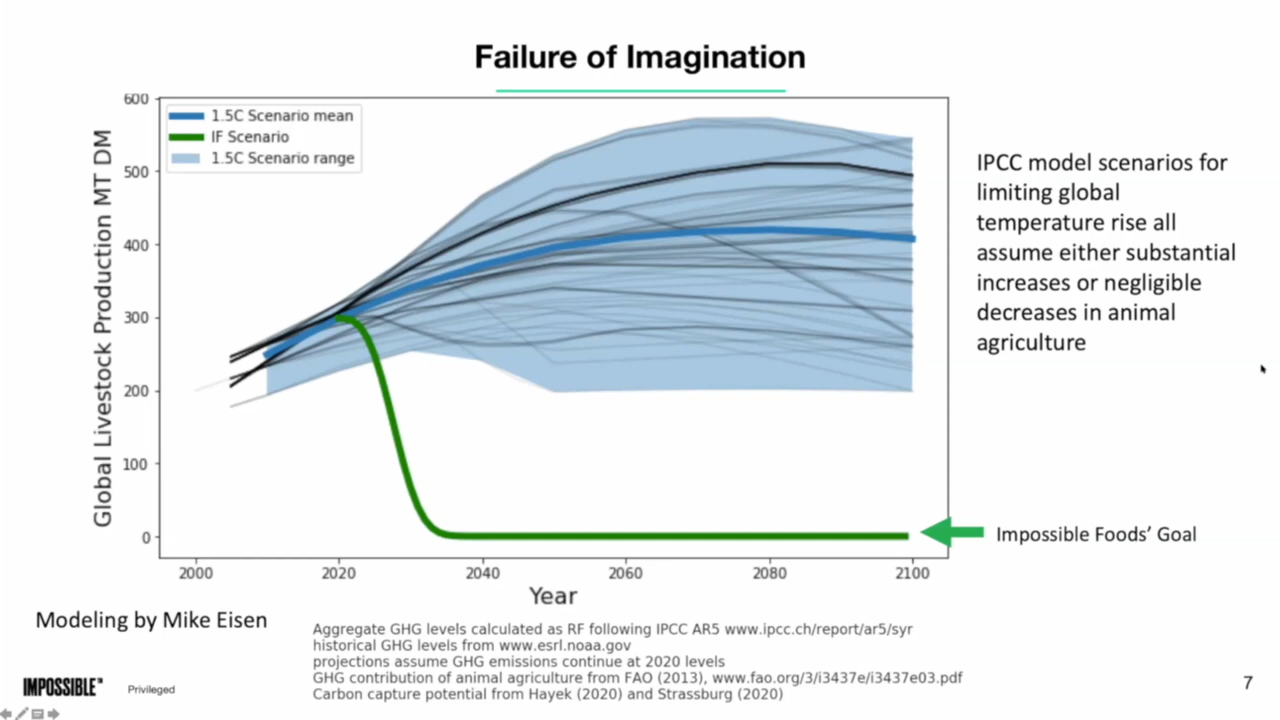 Failure of Imagination
600
500
400
300
200
100
0
Global Livestock Production MT DM
1.5C Scenario mean
IF Scenario
1.5C Scenario range
2000 2020 2040 2060 2080 2100
Year
IPCC model scenarios for
limiting global
temperature rise all
assume either substantial
increases or negligible
decreases in animal
agriculture
Impossible Foods’ Goal
Modeling by Mike Eisen
Aggregate GHG levels calculated as RF following IPCC AR5 www.ipcc.ch/report/ar5/syr
historical GHG levels from www.esrl.noaa.gov
projections assume GHG emissions continue at 2020 levels
GHG contribution of animal agriculture from FAO (2013), www.fao.org/3/i3437e/i3437e03.pdf
Carbon capture potential from Hayek (2020) and Strassburg (2020)
IMPOSSIBLE™
Privileged
7